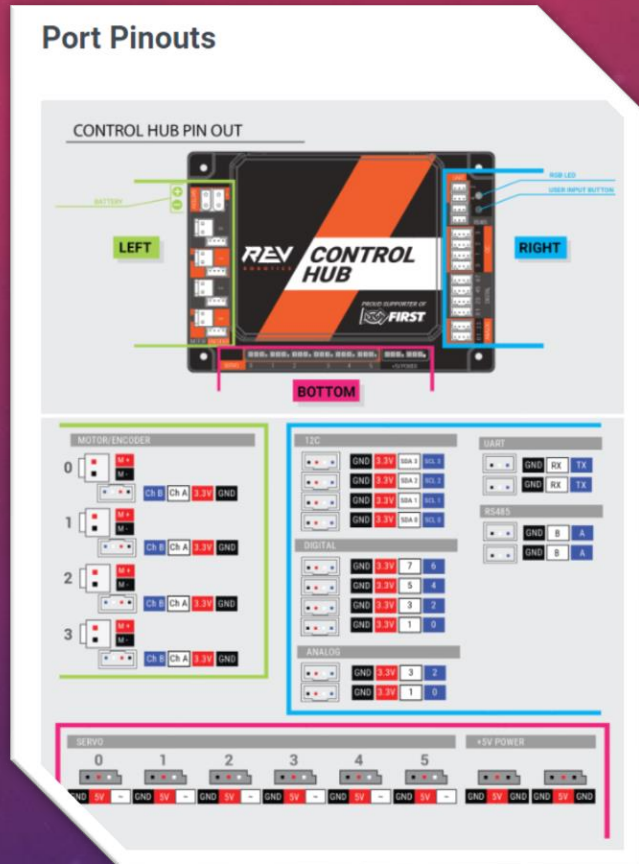 Port Pinouts
CONTROL HUB PIN OUT
BATTERY
RGB LED
USER INPUT BUTTON
LEFT
RIGHT
REV
ROBOTICS
CONTROL
HUB
PROUD SUPPORTER OF
FIRST
BOTTOM
MOTOR/ENCODER
0 M+
M-
Ch B Ch A 3.3V GND
1 M+
M-
Ch B Ch A 3.3V GND
2 M+
M-
Ch B Ch A 3.3V GND
3 M+
M-
Ch B Ch A 3.3V GND
I2C
GND 3.3V SDA 3 SCL 3
GND 3.3V SDA 2 SCL 2
GND 3.3V SDA 1 SCL 1
GND 3.3V SDA 0 SCL 0
DIGITAL
GND 3.3V 7 6
GND 3.3V 5 4
GND 3.3V 3 2
GND 3.3V 1 0
ANALOG
GND 3.3V 3 2
GND 3.3V 1 0
UART
GND RX TX
GND RX TX
RS485
GND B A
GND B A
SERVO
0 1 2 3 4 5
GND 5V ~ GND 5V ~ GND 5V ~ GND 5V ~ GND 5V ~ GND 5V ~
+5V POWER
GND 5V GND GND 5V GND